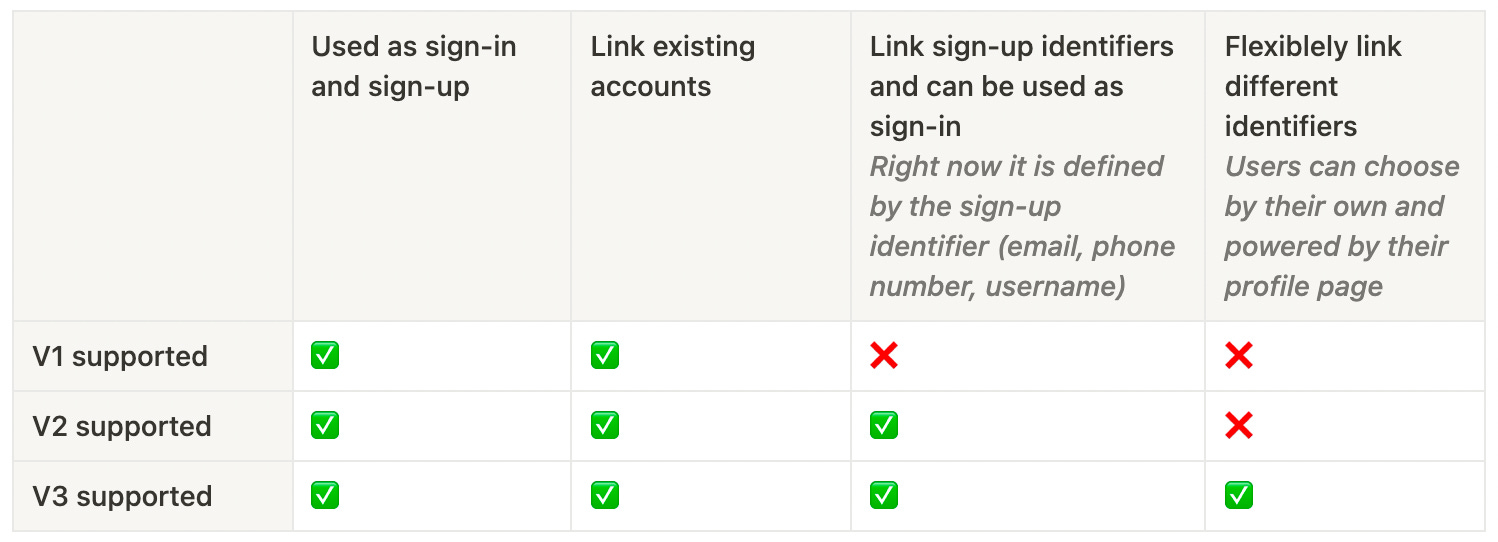 Used as sign-in
and sign-up
Link existing
accounts
Link sign-up identifiers
and can be used as
sign-in
Right now it is defined
by the sign-up
identifier (email, phone
number, username)
Flexiblely link
different
identifiers
Users can choose
by their own and
powered by their
profile page
V1 supported ✅ ✅ ❌ ❌
V2 supported ✅ ✅ ✅ ❌
V3 supported ✅ ✅ ✅ ✅